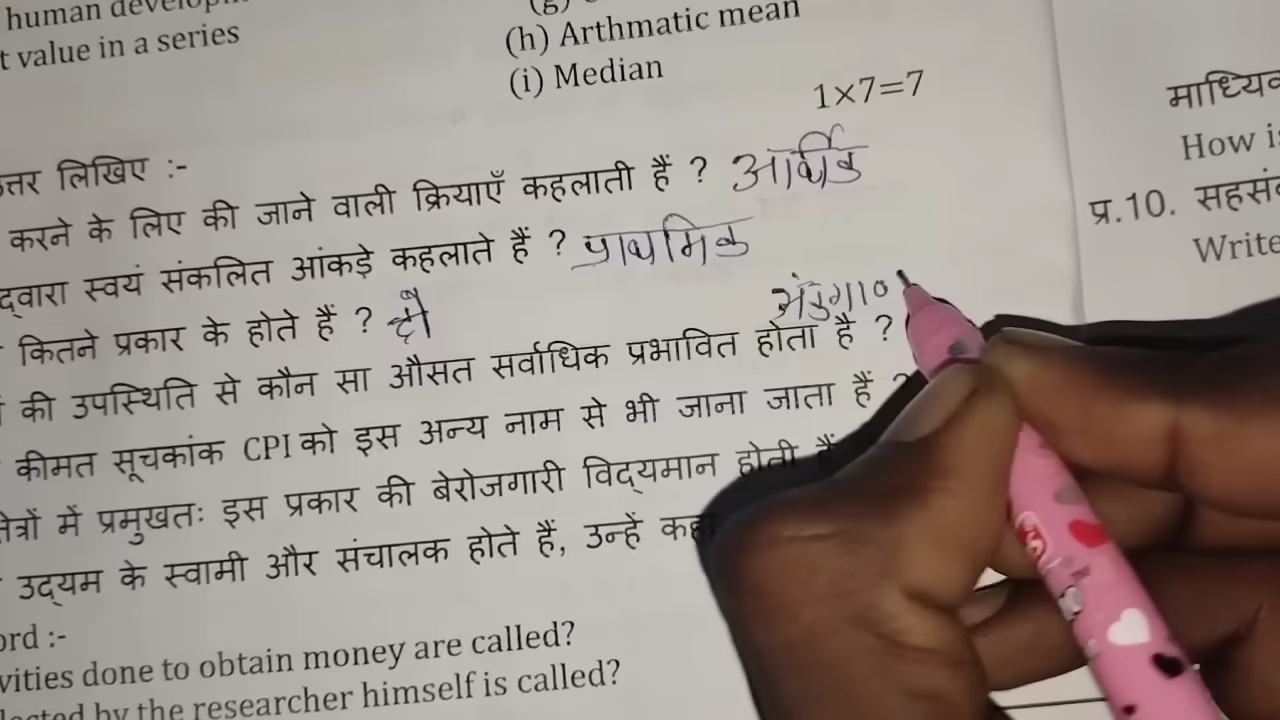 human
t value in a series
(g)
(h) Arthmatic mean
(i) Median
1×7=7
त्तर लिखिए :-
करने के लिए की जाने वाली क्रियाएँ कहलाती हैं ? आर्थिक
द्वारा स्वयं संकलित आंकड़े कहलाते हैं ? प्राथमिक
कितने प्रकार के होते हैं ?
की उपस्थिति से कौन सा औसत सर्वाधिक प्रभावित होता है ?
कीमत सूचकांक CPI को इस अन्य नाम से भी जाना जाता हैं ?
में प्रमुखतः इस प्रकार की बेरोजगारी विद्यमान होती हैं
उद्यम के स्वामी और संचालक होते हैं, उन्हें कहा
ord :-
vities done to obtain money are called?
lected by the researcher himself is called?
How is
प्र.10.
Write